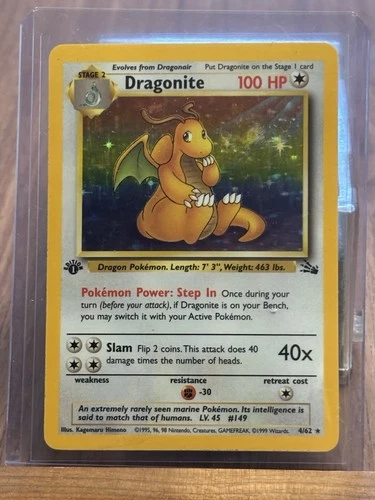 Evolves from Dragonair Put Dragonite on the Stage 1 card
STAGE 2
Dragonite 100 HP
EDITION
1
Dragon Pokémon. Length: 7' 3", Weight: 463 lbs.
Pokémon Power: Step In Once during your
turn (before your attack), if Dragonite is on your Bench,
you may switch it with your Active Pokémon.
Slam Flip 2 coins. This attack does 40
damage times the number of heads.
40x
weakness resistance retreat cost
-30
An extremely rarely seen marine Pokémon. Its intelligence is
said to match that of humans. LV. 45 #149
Illus. Kagemaru Himeno ©1995, 96, 98 Nintendo, Creatures, GAMEFREAK. ©1999 Wizards. 4/62 ★